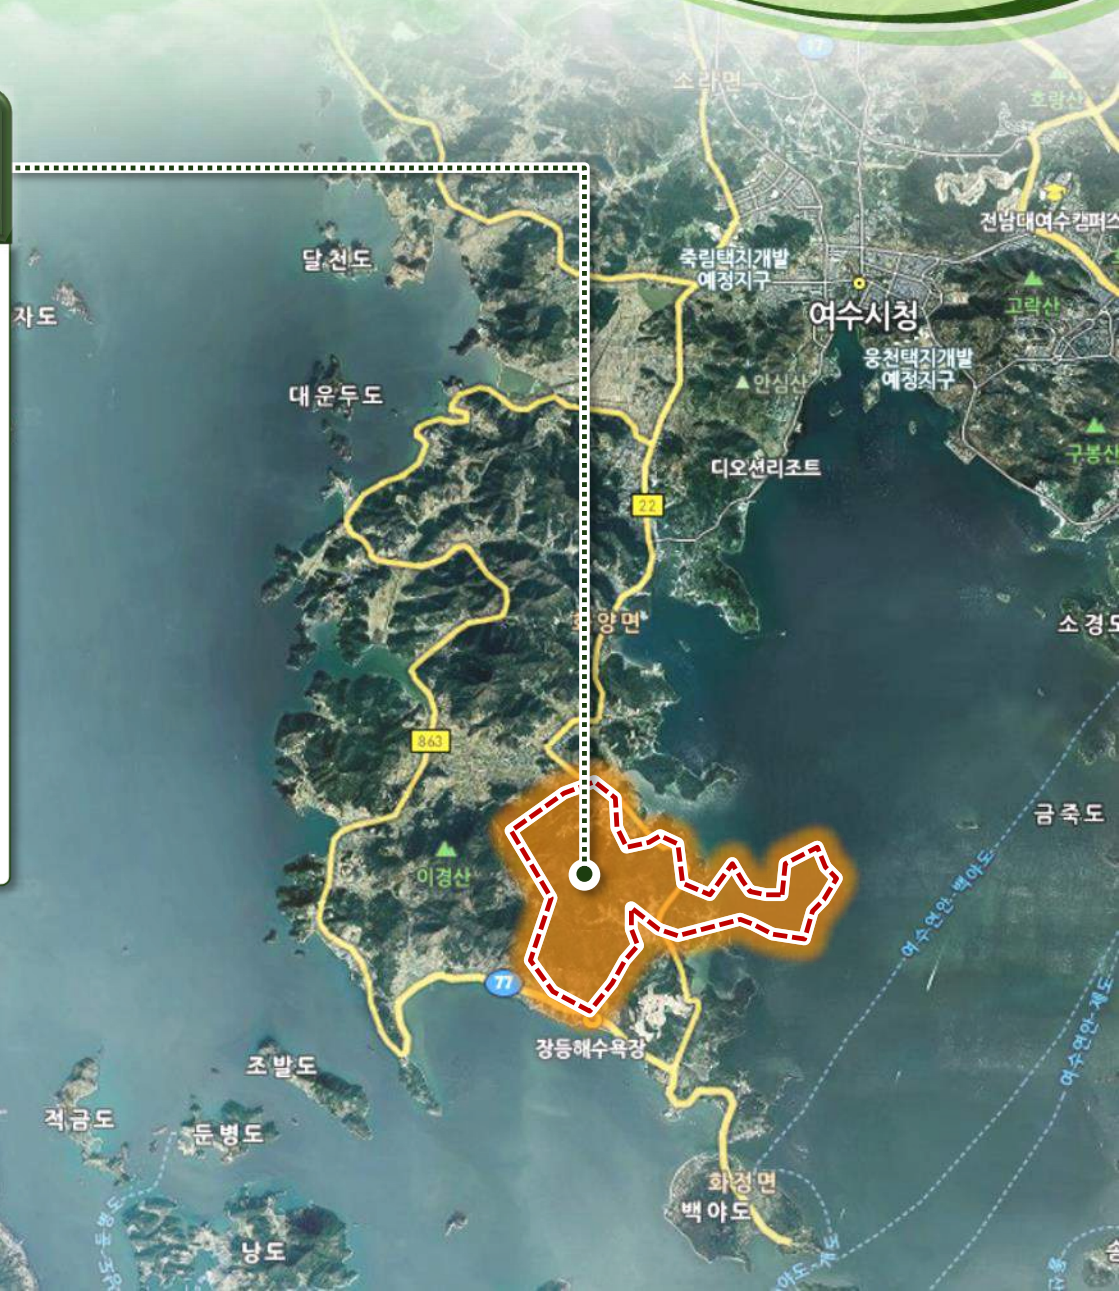 17
소라면
호랑산
전남대여수캠퍼스
달천도
죽림택지개발
예정지구
고락산
자도
여수시청
웅천택지개발
예정지구
안심산
대운두도
구봉산
디오션리조트
22
화양면
소경도
863
금죽도
이경산
여수연안-백야도
77
여수연안-제도
장등해수욕장
조발도
적금도
둔병도
화정면
백야도
낭도